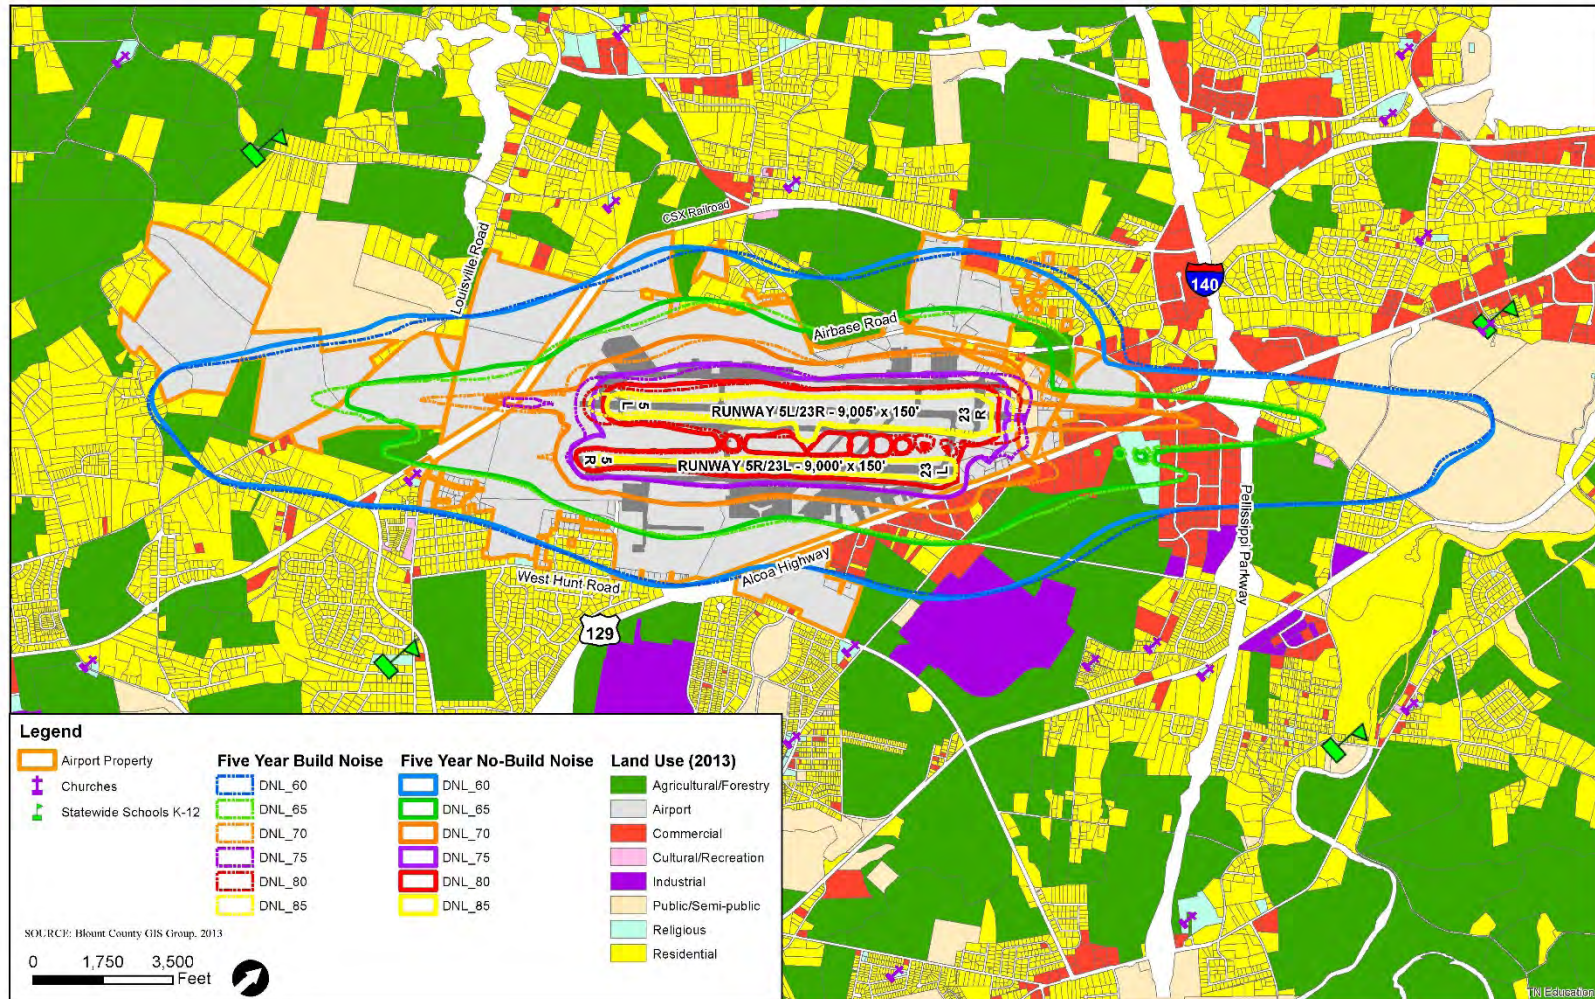 CSX Railroad
Louisville Road
140
Airbase Road
RUNWAY 5L/23R - 9,005' x 150'
5
L
23
R
RUNWAY 5R/23L - 9,000' x 150'
5
R
23
L
Pellissippi Parkway
Alcoa Highway
West Hunt Road
129
Legend
Airport Property
Churches
Statewide Schools K-12
Five Year Build Noise
DNL_60
DNL_65
DNL_70
DNL_75
DNL_80
DNL_85
Five Year No-Build Noise
DNL_60
DNL_65
DNL_70
DNL_75
DNL_80
DNL_85
Land Use (2013)
Agricultural/Forestry
Airport
Commercial
Cultural/Recreation
Industrial
Public/Semi-public
Religious
Residential
SOURCE: Blount County GIS Group, 2013
0 1,750 3,500
Feet
TN Education